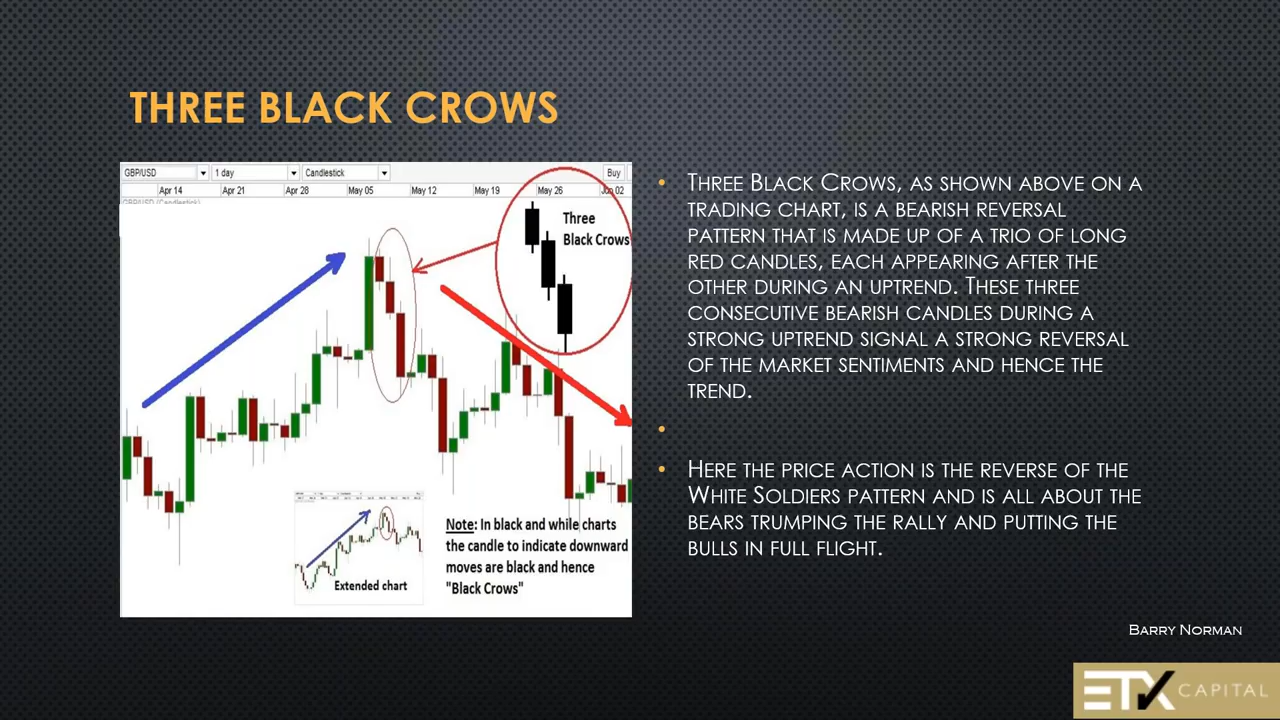 THREE BLACK CROWS
GBP/USD
1 day
Candlestick
Buy
Apr 14
Apr 21
Apr 28
May 05
May 12
May 19
May 26
Jun 02
GBP/USD (Candlestick)
Three
Black Crows
Extended chart
Note: In black and while charts
the candle to indicate downward
moves are black and hence
"Black Crows"
• THREE BLACK CROWS, AS SHOWN ABOVE ON A
TRADING CHART, IS A BEARISH REVERSAL
PATTERN THAT IS MADE UP OF A TRIO OF LONG
RED CANDLES, EACH APPEARING AFTER THE
OTHER DURING AN UPTREND. THESE THREE
CONSECUTIVE BEARISH CANDLES DURING A
STRONG UPTREND SIGNAL A STRONG REVERSAL
OF THE MARKET SENTIMENTS AND HENCE THE
TREND.
•
• HERE THE PRICE ACTION IS THE REVERSE OF THE
WHITE SOLDIERS PATTERN AND IS ALL ABOUT THE
BEARS TRUMPING THE RALLY AND PUTTING THE
BULLS IN FULL FLIGHT.
BARRY NORMAN
ETX CAPITAL